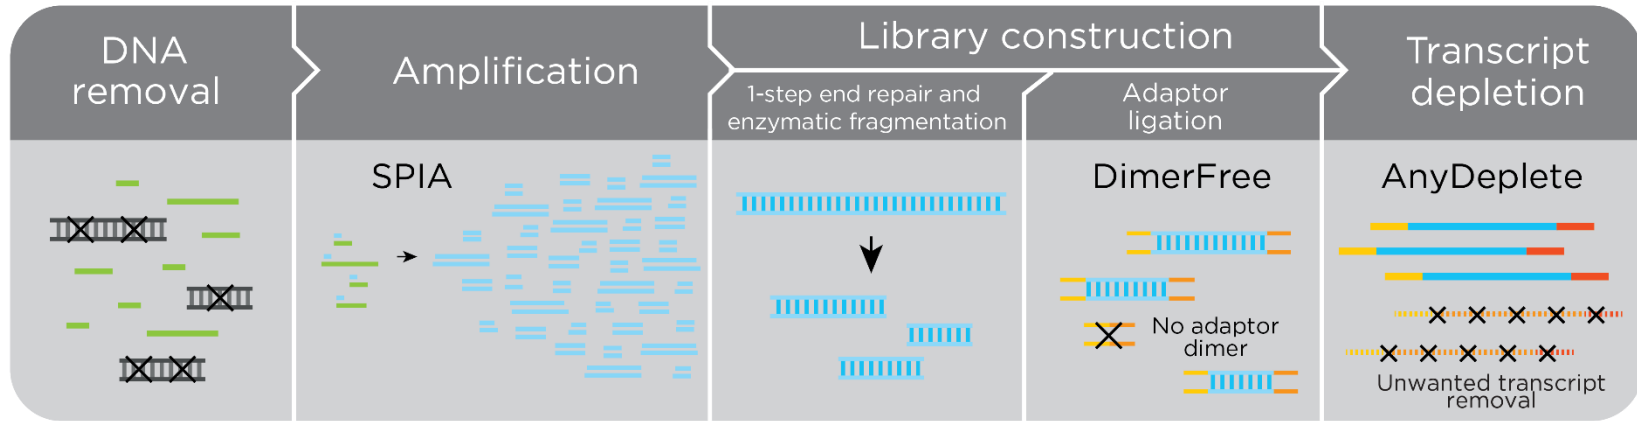 DNA
removal
Amplification
Library construction
1-step end repair and
enzymatic fragmentation
Adaptor
ligation
Transcript
depletion
SPIA
DimerFree
No adaptor
dimer
AnyDeplete
Unwanted transcript
removal